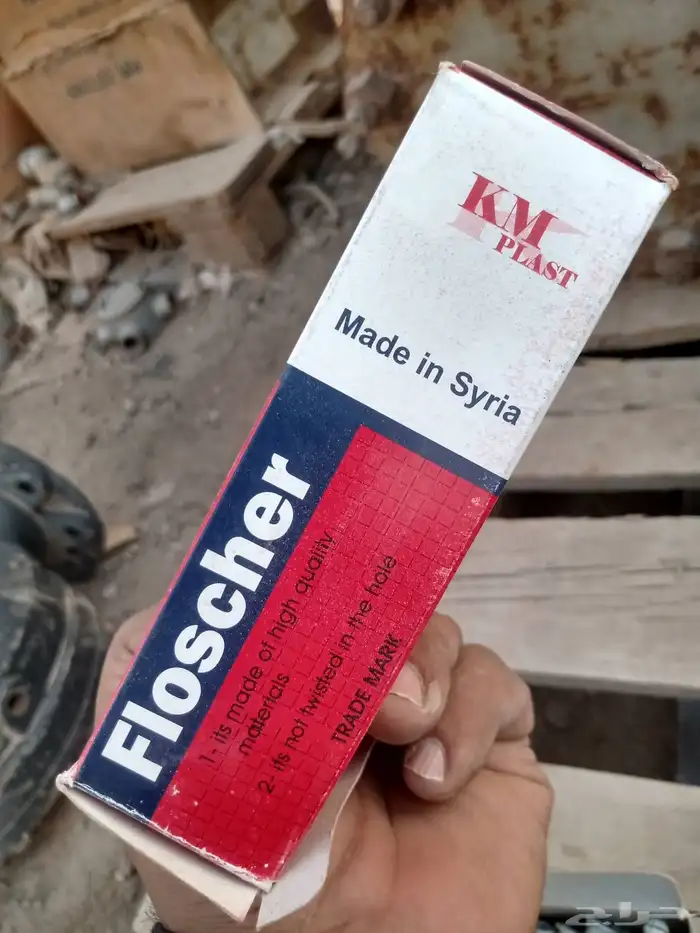 KM
PLAST
Made in Syria
Floscher
1- its made of high quality
materials
2- its not twisted in the hole
TRADE MARK
حراج